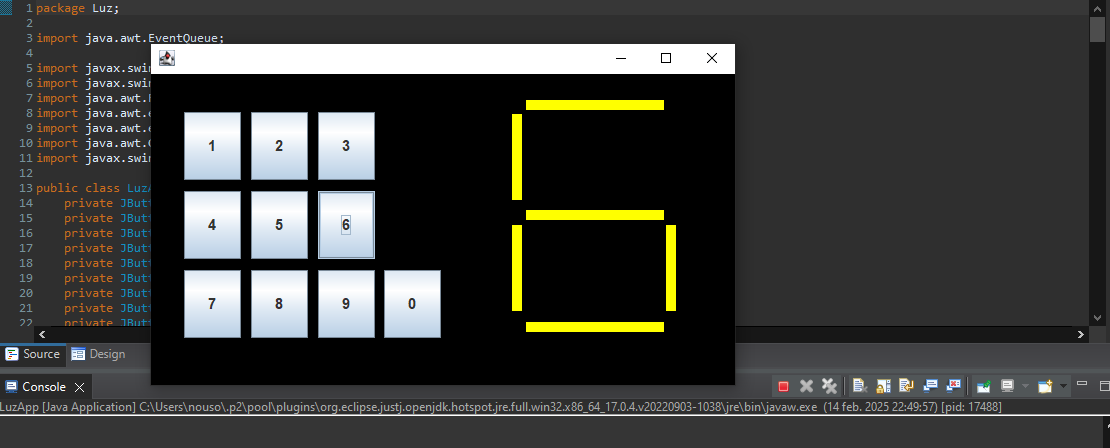 1 package Luz;
2
3 import java.awt.EventQueue;
4
5 import javax.swin
6 import javax.swin
7 import java.awt.
8 import java.awt.
9 import java.awt.
10 import java.awt.
11 import javax.swin
12
13 public class Luz
14 private JButt
15 private JButt
16 private JButt
17 private JButt
18 private JButt
19 private JButt
20 private JButt
21 private JButt
22 private JButt
1 2 3
4 5 6
7 8 9 0
Source Design
Console
LuzApp [Java Application] C:\Users\nouso\.p2\pool\plugins\org.eclipse.justj.openjdk.hotspot.jre.full.win32.x86_64_17.0.4.v20220903-1038\jre\bin\javaw.exe (14 feb. 2025 22:49:57) [pid: 17488]